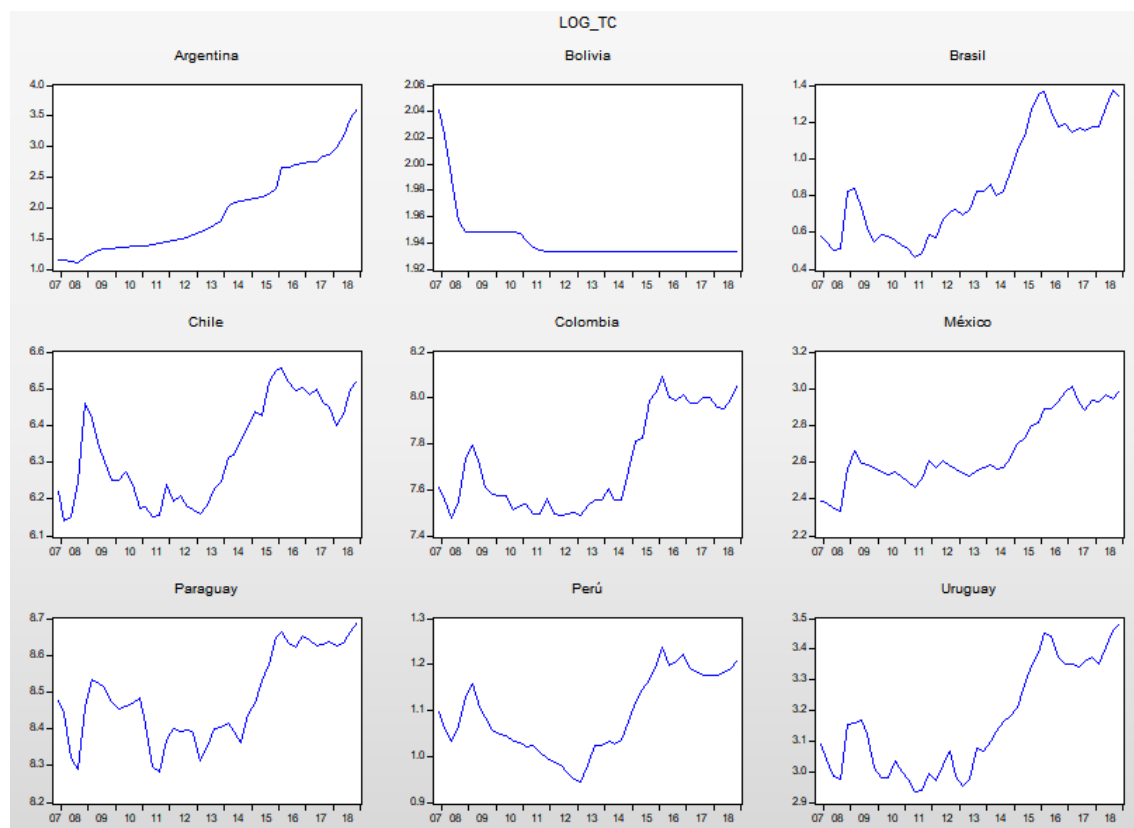 LOG_TC
Argentina
4.0
3.5
3.0
2.5
2.0
1.5
1.0
07 08 09 10 11 12 13 14 15 16 17 18
Bolivia
2.06
2.04
2.02
2.00
1.98
1.96
1.94
1.92
07 08 09 10 11 12 13 14 15 16 17 18
Brasil
1.4
1.2
1.0
0.8
0.6
0.4
07 08 09 10 11 12 13 14 15 16 17 18
Chile
6.6
6.5
6.4
6.3
6.2
6.1
07 08 09 10 11 12 13 14 15 16 17 18
Colombia
8.2
8.0
7.8
7.6
7.4
07 08 09 10 11 12 13 14 15 16 17 18
México
3.2
3.0
2.8
2.6
2.4
2.2
07 08 09 10 11 12 13 14 15 16 17 18
Paraguay
8.7
8.6
8.5
8.4
8.3
8.2
07 08 09 10 11 12 13 14 15 16 17 18
Perú
1.3
1.2
1.1
1.0
0.9
07 08 09 10 11 12 13 14 15 16 17 18
Uruguay
3.5
3.4
3.3
3.2
3.1
3.0
2.9
07 08 09 10 11 12 13 14 15 16 17 18